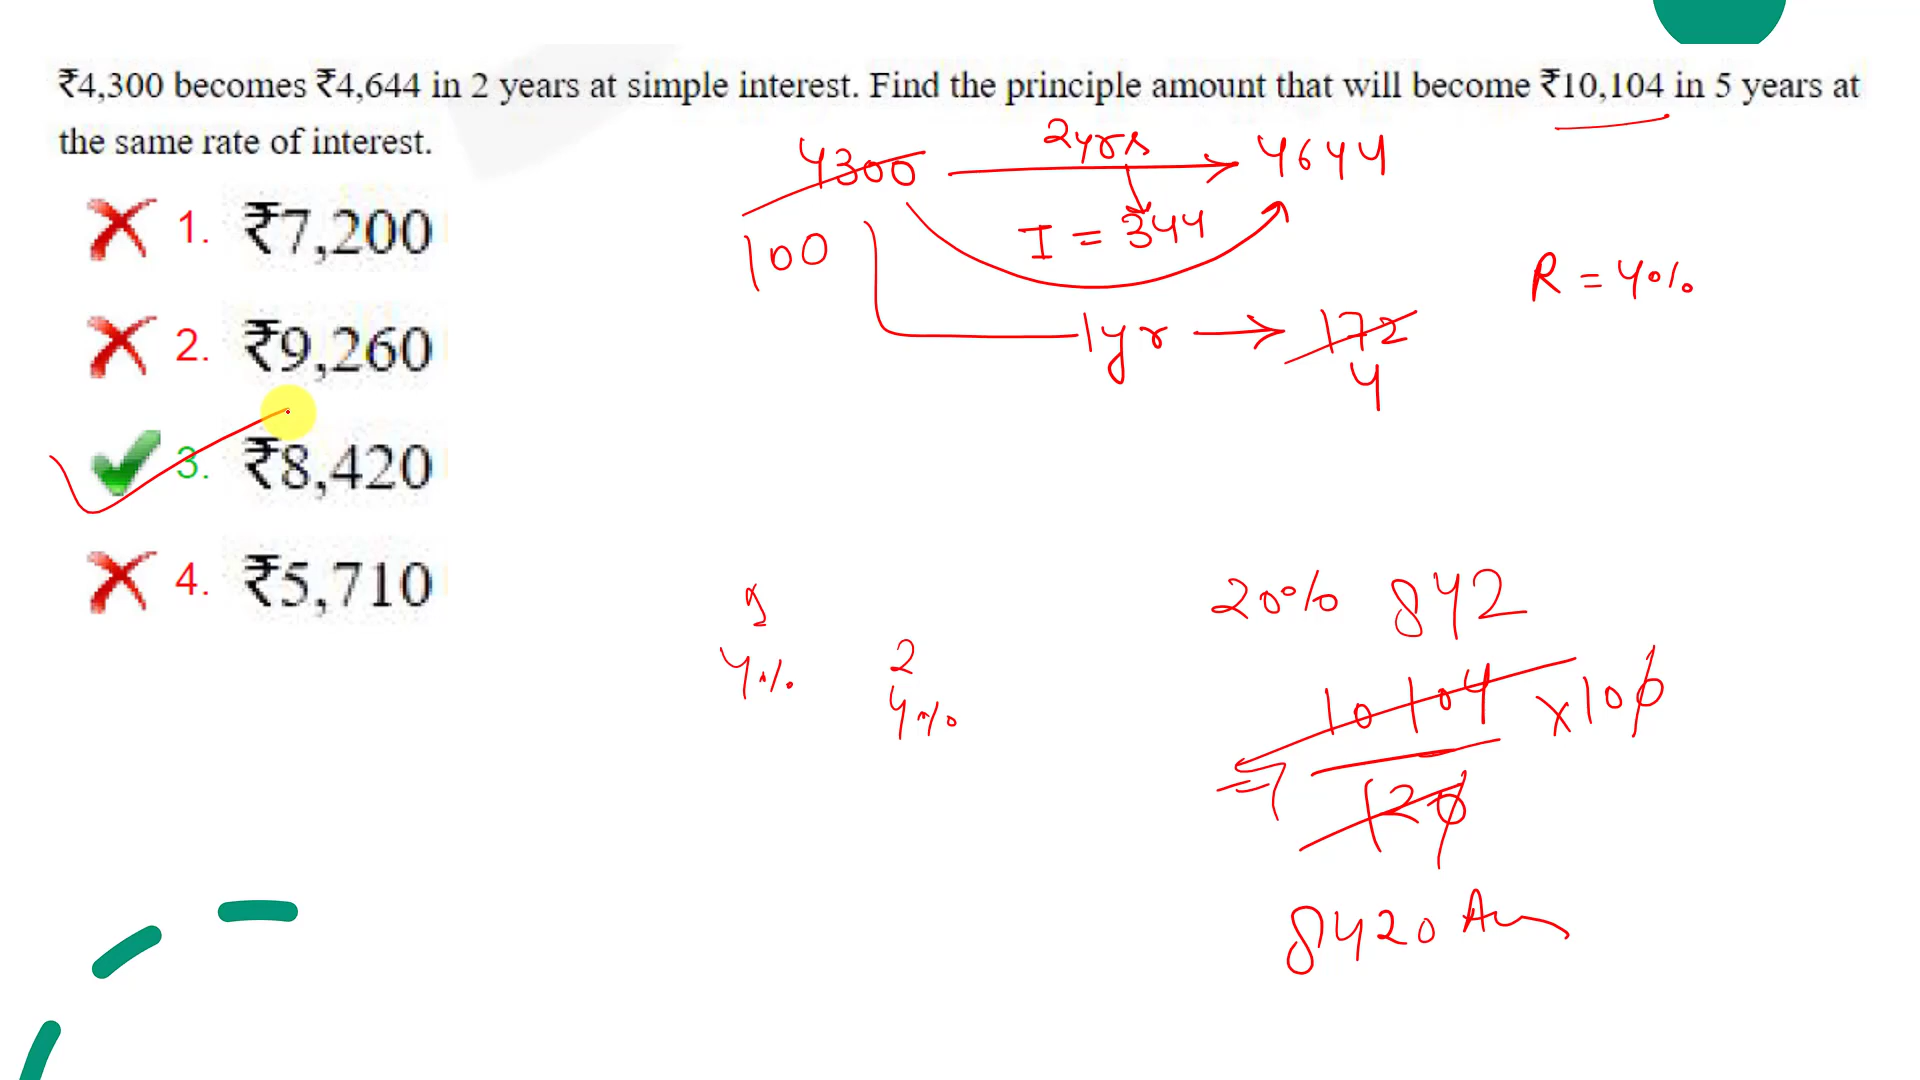 ₹4,300 becomes ₹4,644 in 2 years at simple interest. Find the principle amount that will become ₹10,104 in 5 years at
the same rate of interest.
4300 2yrs 4644
100 I = 344
R = 4%
1yr 172
4
1. ₹7,200
2. ₹9,260
3. ₹8,420
4. ₹5,710
20% 842
4% 2
4%
10104 x100
120
8420 Ans